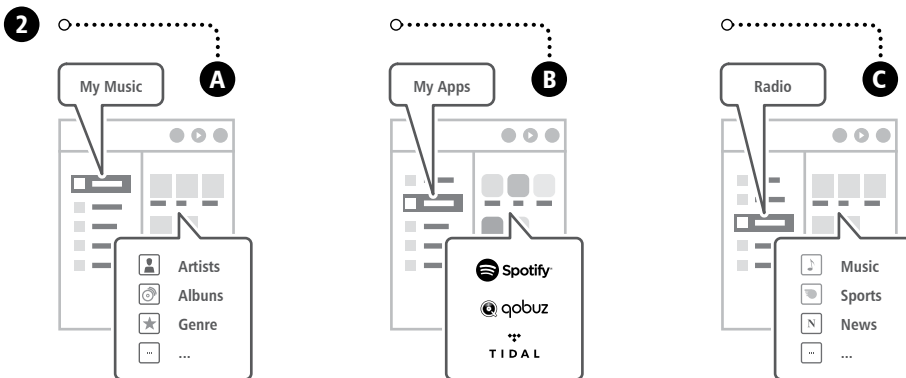 2
A
My Music
Artists
Albuns
Genre
...
B
My Apps
Spotify
qobuz
TIDAL
C
Radio
Music
Sports
N
News
...